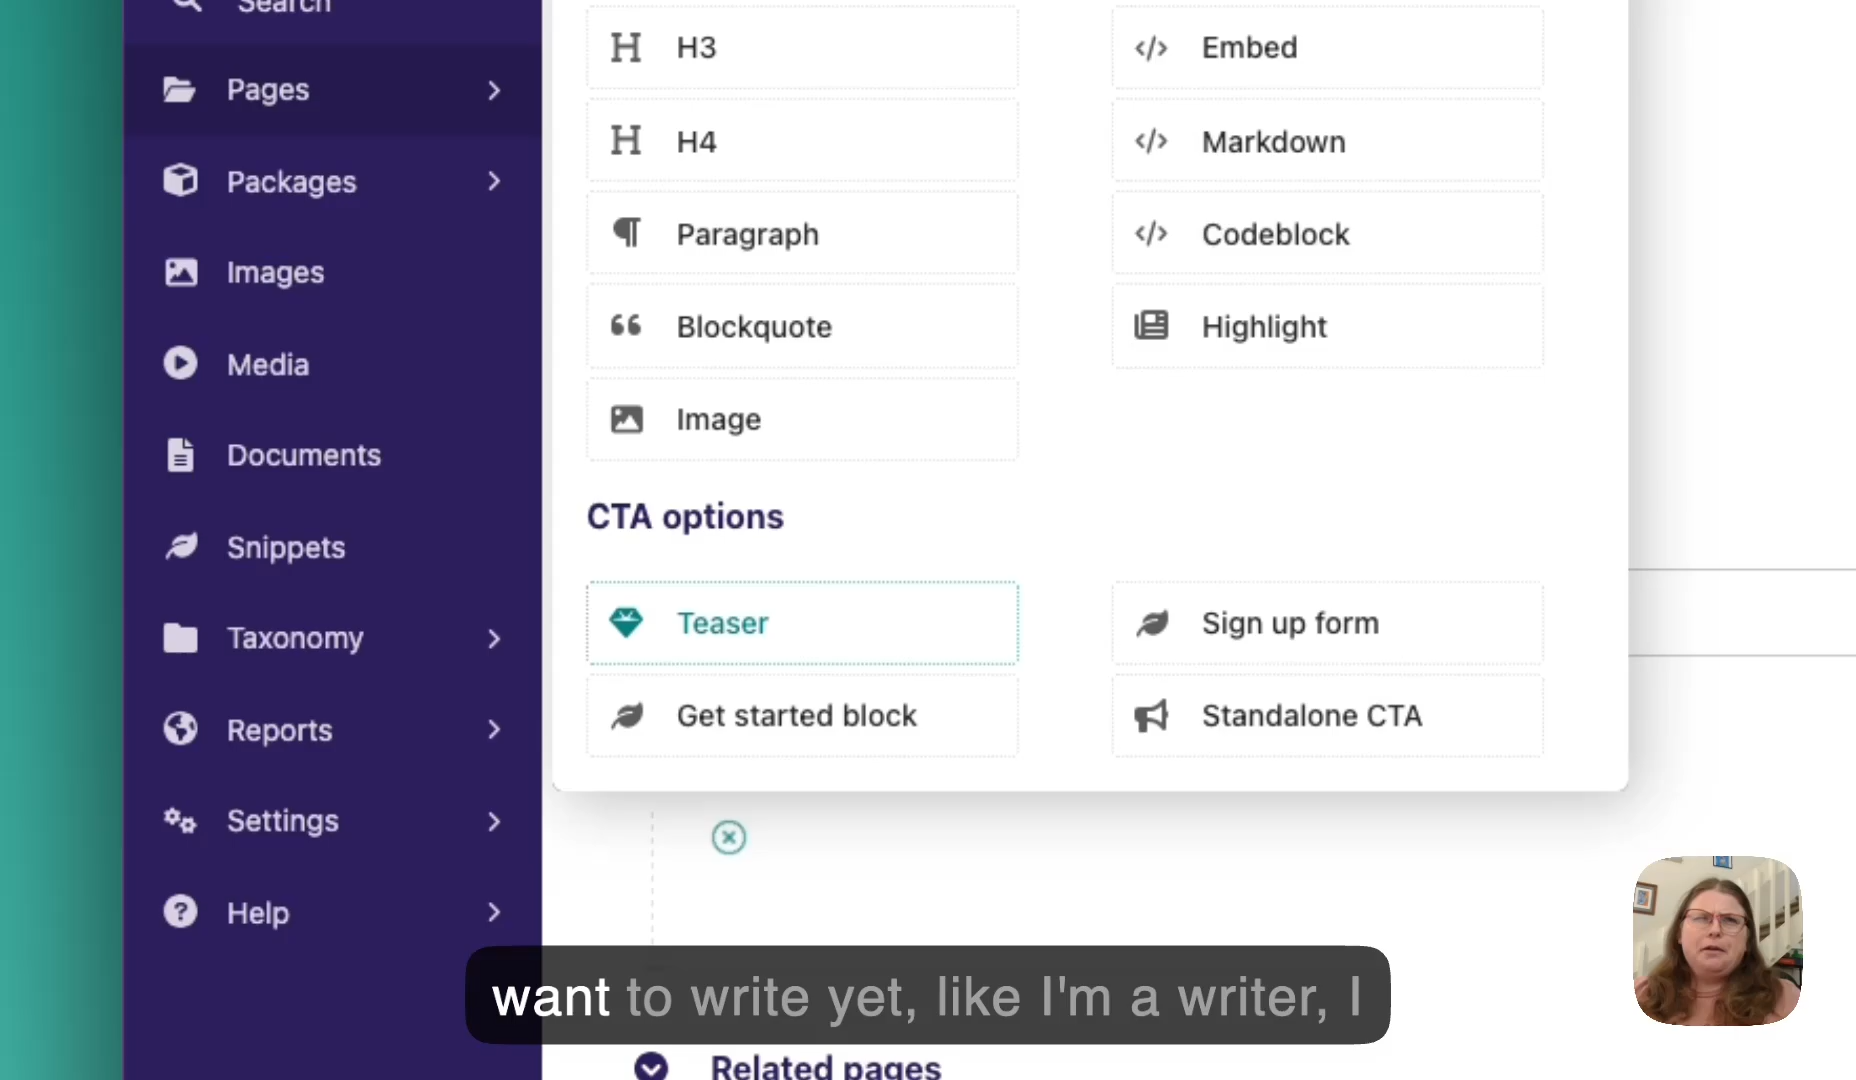 Search
Pages
Packages
Images
Media
Documents
Snippets
Taxonomy
Reports
Settings
Help
H3
Embed
H4
Markdown
Paragraph
Codeblock
Blockquote
Highlight
Image
CTA options
Teaser
Sign up form
Get started block
Standalone CTA
want to write yet, like I'm a writer, I
Related pages